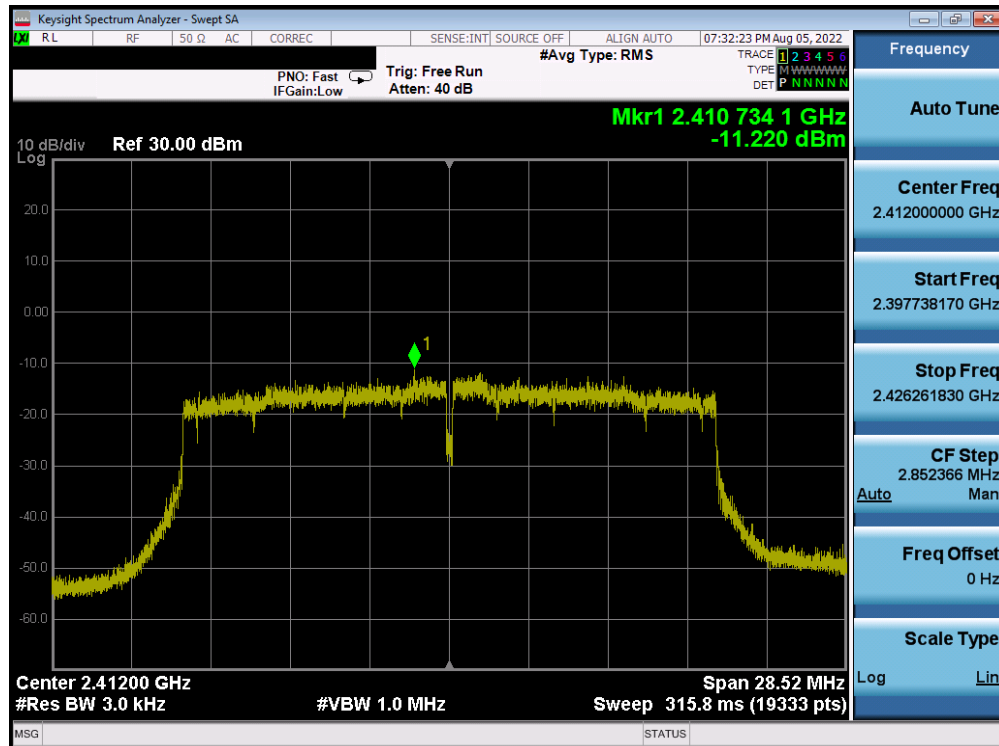 Keysight Spectrum Analyzer - Swept SA
LXI RL RF 50 Ω AC CORREC SENSE:INT SOURCE OFF ALIGN AUTO 07:32:23 PM Aug 05, 2022
#Avg Type: RMS
TRACE 1 2 3 4 5 6
TYPE M WWWWW
DET P N N N N N
PNO: Fast
IFGain:Low
Trig: Free Run
Atten: 40 dB
Mkr1 2.410 734 1 GHz
-11.220 dBm
10 dB/div
Log
Ref 30.00 dBm
20.0
10.0
0.00
-10.0
-20.0
-30.0
-40.0
-50.0
-60.0
1
Center 2.41200 GHz
Span 28.52 MHz
#Res BW 3.0 kHz
#VBW 1.0 MHz
Sweep 315.8 ms (19333 pts)
MSG
STATUS
Frequency
Auto Tune
Center Freq
2.412000000 GHz
Start Freq
2.397738170 GHz
Stop Freq
2.426261830 GHz
CF Step
2.852366 MHz
Auto Man
Freq Offset
0 Hz
Scale Type
Log Lin